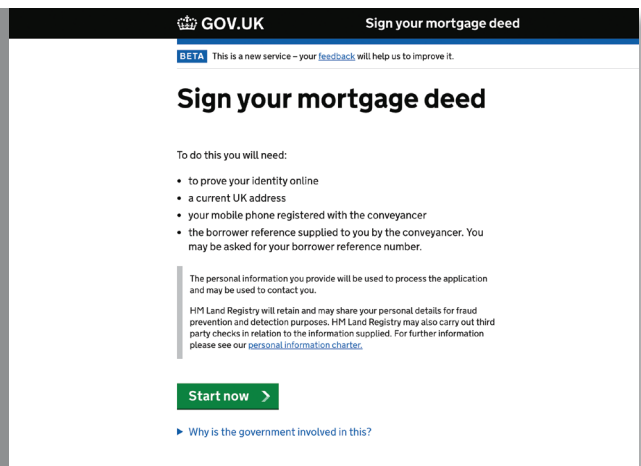 GOV.UK Sign your mortgage deed
BETA This is a new service – your feedback will help us to improve it.
Sign your mortgage deed
To do this you will need:
• to prove your identity online
• a current UK address
• your mobile phone registered with the conveyancer
• the borrower reference supplied to you by the conveyancer. You
may be asked for your borrower reference number.
The personal information you provide will be used to process the application
and may be used to contact you.
HM Land Registry will retain and may share your personal details for fraud
prevention and detection purposes. HM Land Registry may also carry out third
party checks in relation to the information supplied. For further information
please see our personal information charter.
Start now
Why is the government involved in this?